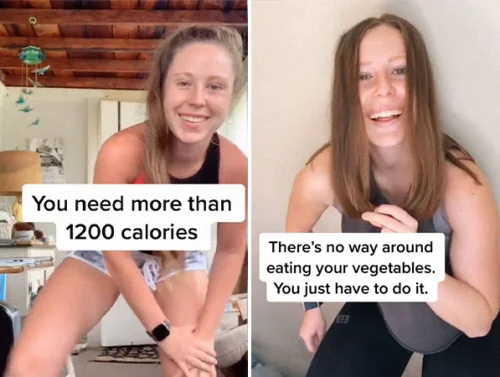 You need more than
1200 calories
There's no way around
eating your vegetables.
You just have to do it.